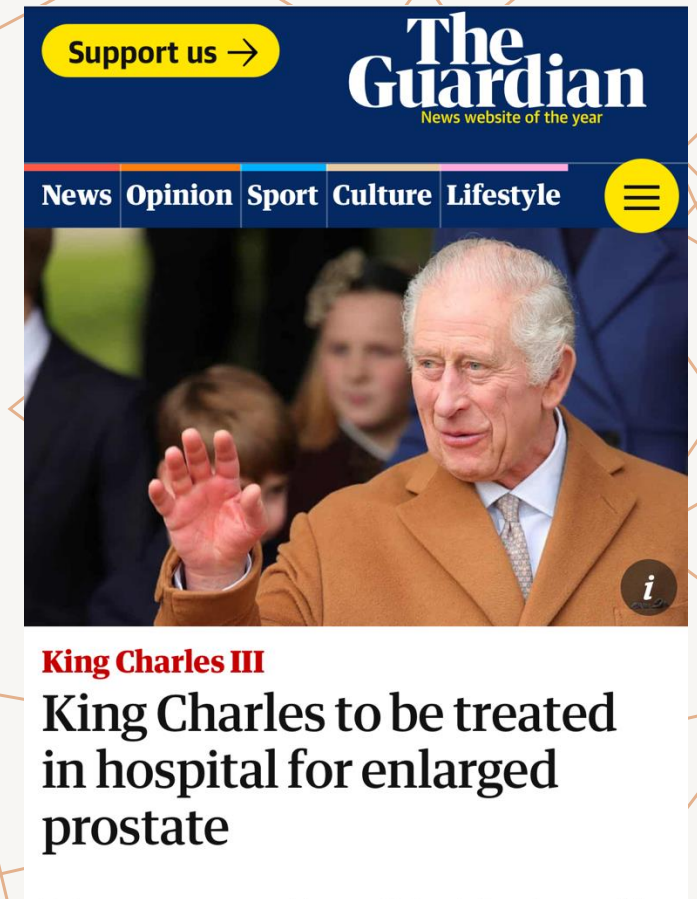 Support us →
The
Guardian
News website of the year
News Opinion Sport Culture Lifestyle
i
King Charles III
King Charles to be treated
in hospital for enlarged
prostate